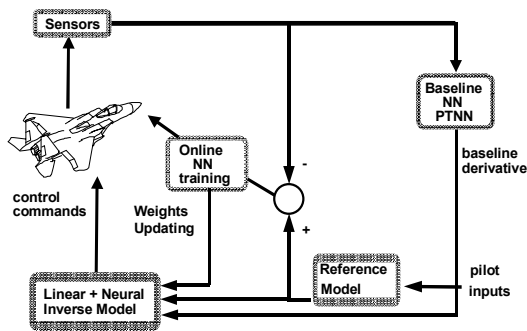 Sensors
Baseline
NN
PTNN
baseline
derivative
Online
NN
training
-
+
control
commands
Weights
Updating
Reference
Model
pilot
inputs
Linear + Neural
Inverse Model